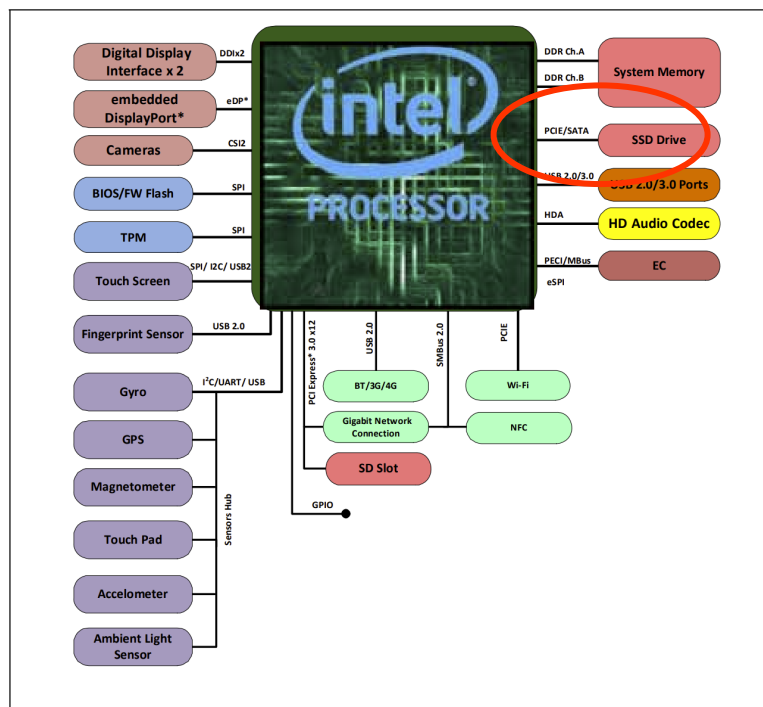 Digital Display
Interface x 2
DDIx2
embedded
DisplayPort*
eDP*
Cameras
CSI2
BIOS/FW Flash
SPI
TPM
SPI
Touch Screen
SPI/ I2C/ USB2
Fingerprint Sensor
USB 2.0
Gyro
I²C/UART/ USB
GPS
Magnetometer
Touch Pad
Accelometer
Ambient Light
Sensor
Sensors Hub
intel
PROCESSOR
DDR Ch.A
DDR Ch.B
System Memory
PCIE/SATA
SSD Drive
USB 2.0/3.0
USB 2.0/3.0 Ports
HDA
HD Audio Codec
PECI/MBus
eSPI
EC
PCI Express* 3.0 x12
USB 2.0
SMBus 2.0
PCIE
BT/3G/4G
Wi-Fi
Gigabit Network
Connection
NFC
SD Slot
GPIO